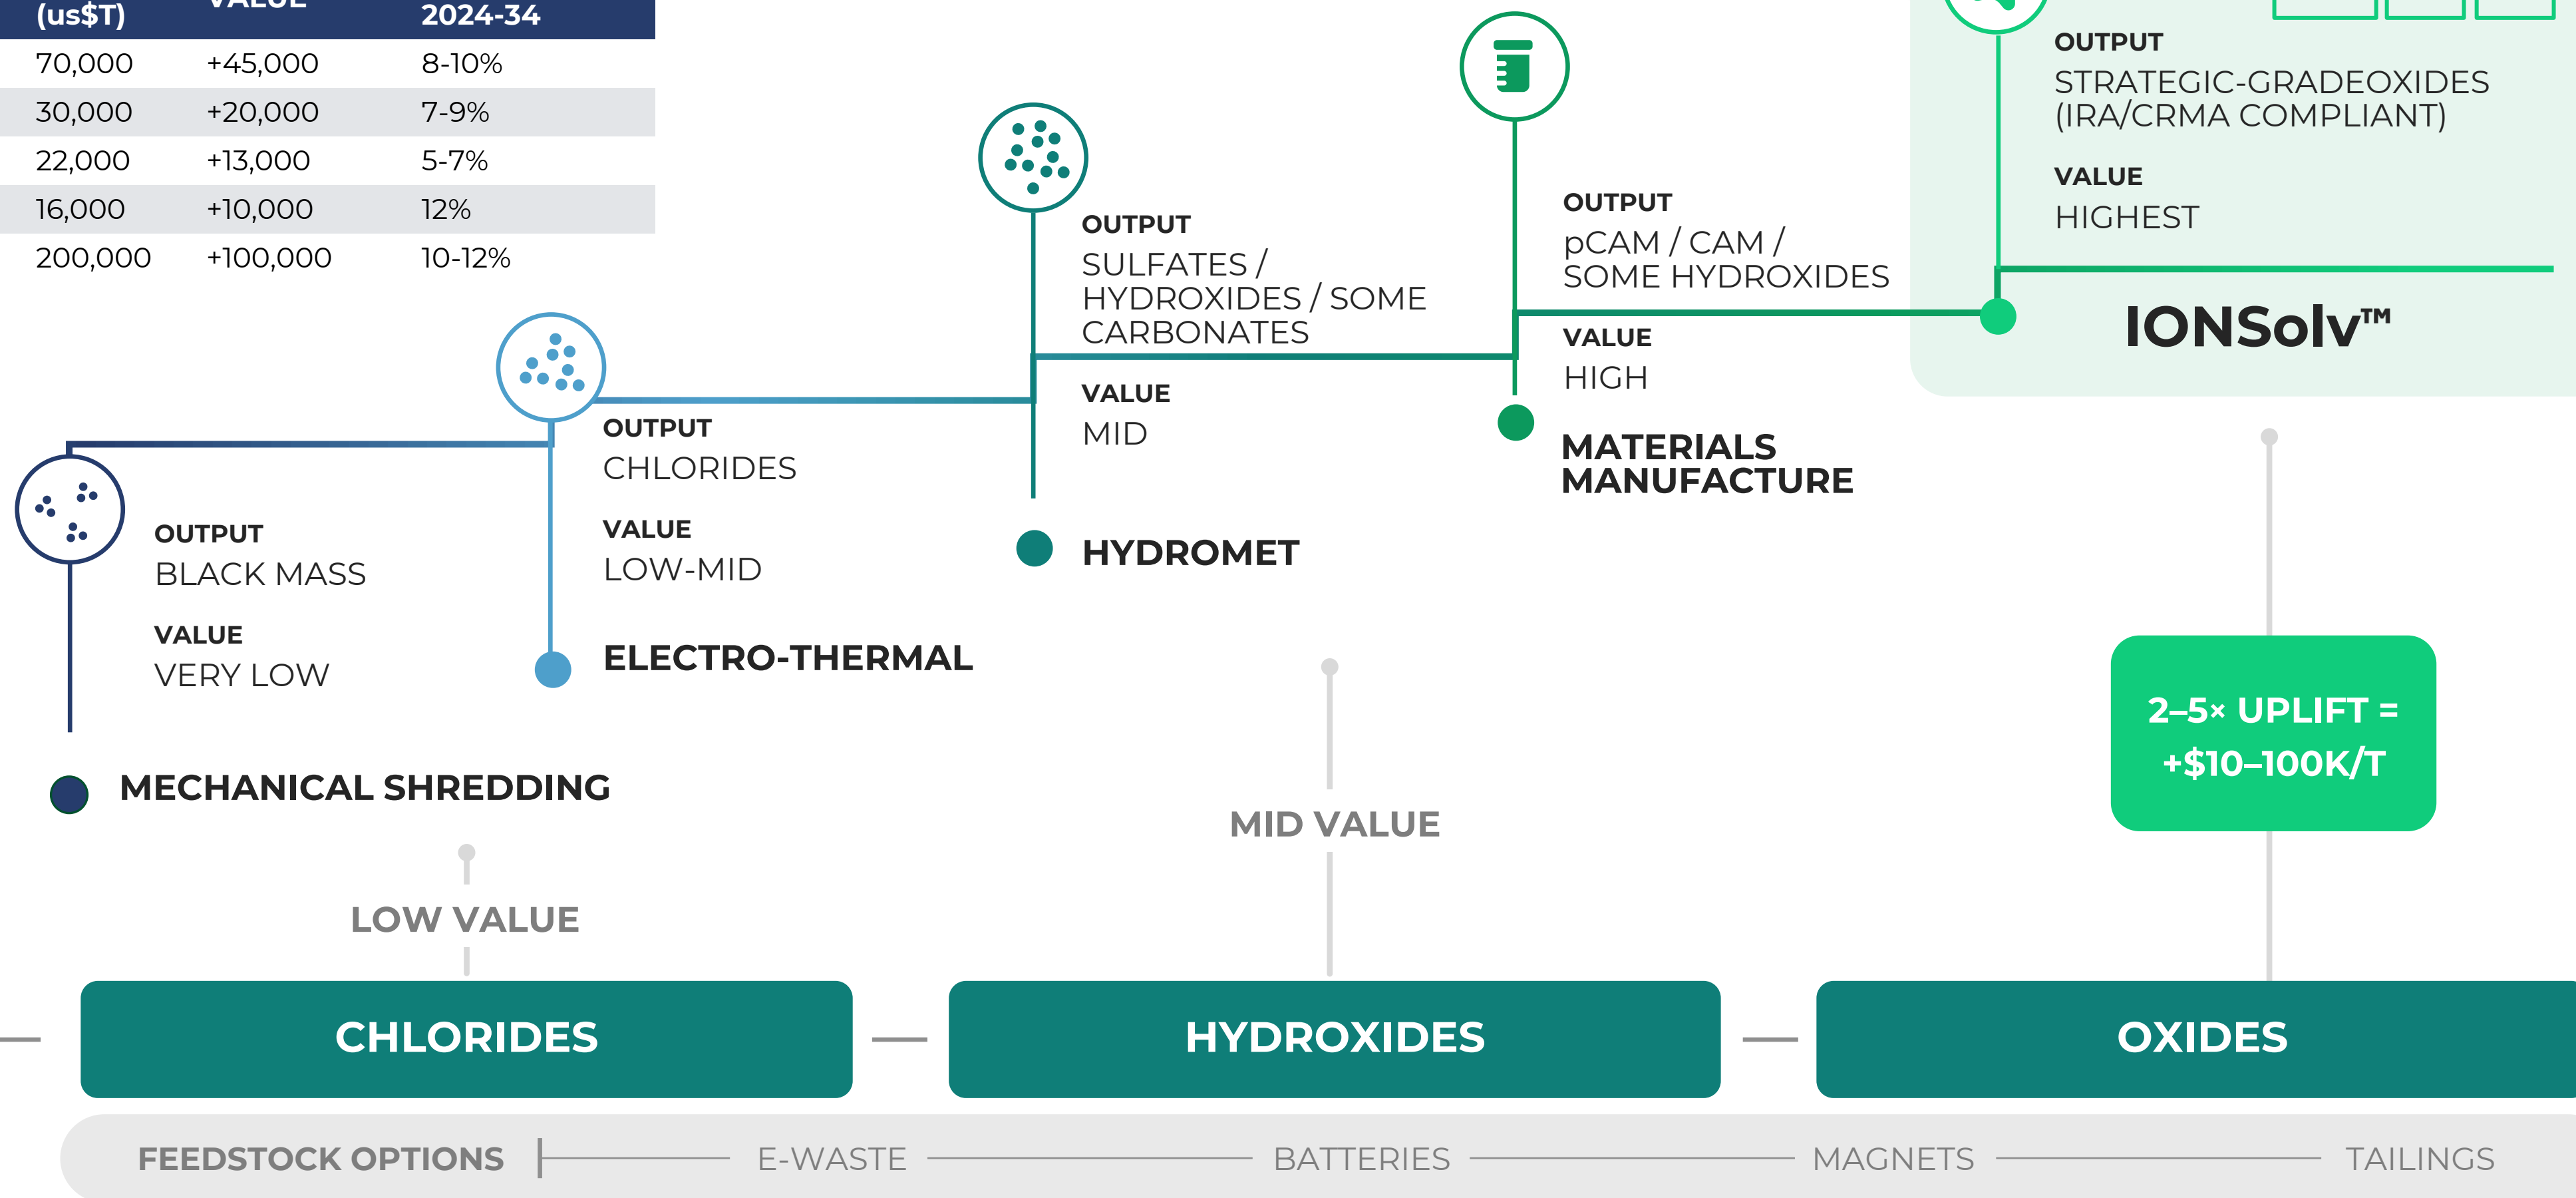 (us$T) VALUE 2024-34
70,000 +45,000 8-10%
30,000 +20,000 7-9%
22,000 +13,000 5-7%
16,000 +10,000 12%
200,000 +100,000 10-12%
OUTPUT
BLACK MASS
VALUE
VERY LOW
MECHANICAL SHREDDING
OUTPUT
CHLORIDES
VALUE
LOW-MID
ELECTRO-THERMAL
OUTPUT
SULFATES /
HYDROXIDES / SOME
CARBONATES
VALUE
MID
HYDROMET
OUTPUT
pCAM / CAM /
SOME HYDROXIDES
VALUE
HIGH
MATERIALS
MANUFACTURE
OUTPUT
STRATEGIC-GRADEOXIDES
(IRA/CRMA COMPLIANT)
VALUE
HIGHEST
IONSolv™
2–5× UPLIFT =
+$10–100K/T
MID VALUE
LOW VALUE
CHLORIDES
HYDROXIDES
OXIDES
FEEDSTOCK OPTIONS E-WASTE BATTERIES MAGNETS TAILINGS